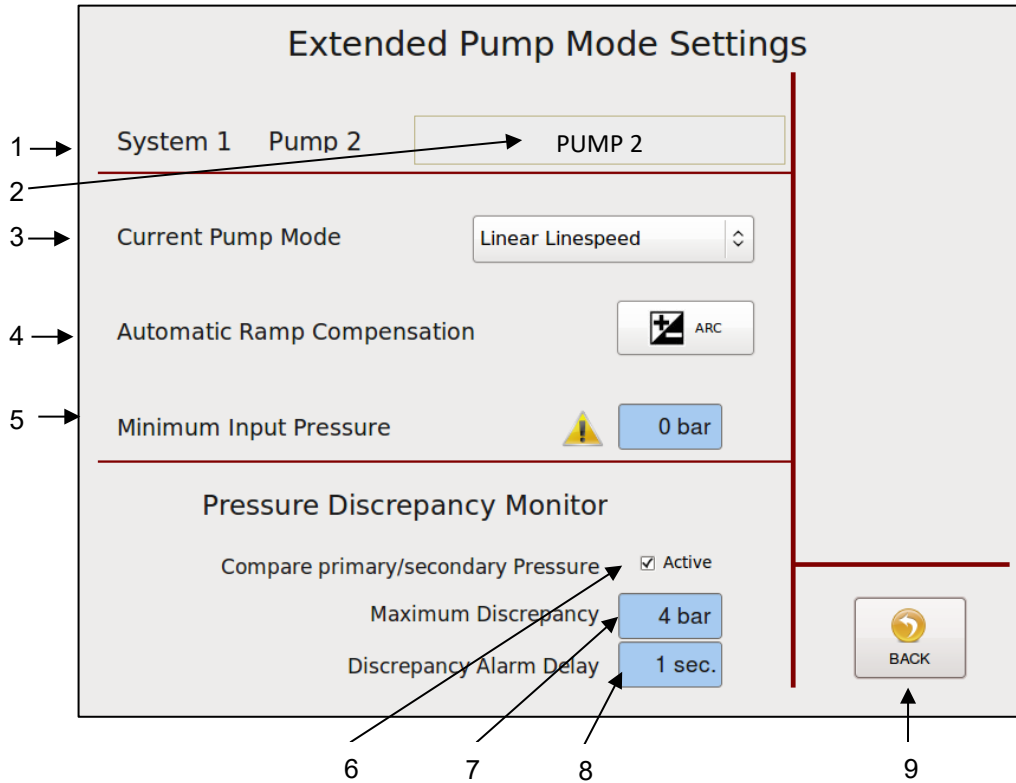 Extended Pump Mode Settings
1 System 1 Pump 2 PUMP 2
2
3 Current Pump Mode Linear Linespeed
4 Automatic Ramp Compensation ARC
5 Minimum Input Pressure 0 bar
Pressure Discrepancy Monitor
Compare primary/secondary Pressure Active
Maximum Discrepancy 4 bar
Discrepancy Alarm Delay 1 sec.
BACK
6 7 8 9